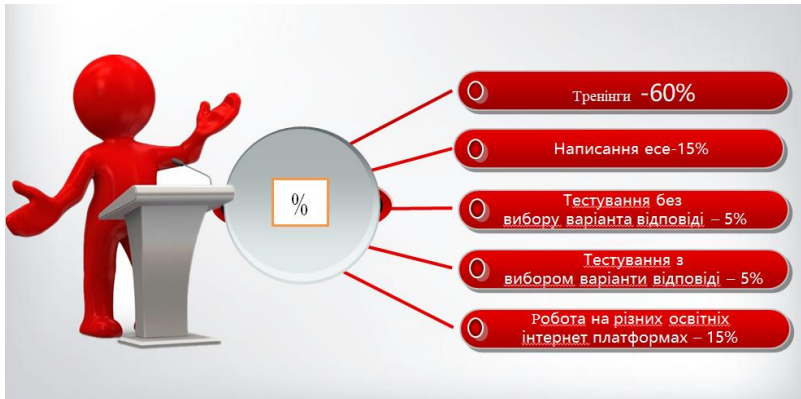 %
Тренінги -60%
Написання есе-15%
Тестування без
вибору варіанта відповіді – 5%
Тестування з
вибором варіанти відповіді – 5%
Робота на різних освітніх
інтернет платформах – 15%